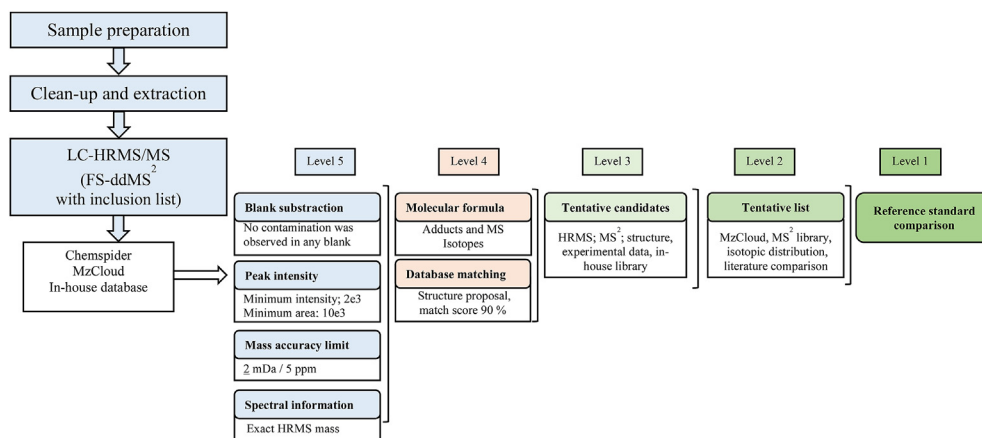 Sample preparation
Clean-up and extraction
LC-HRMS/MS
(FS-ddMS2
with inclusion list)
Chemspider
MzCloud
In-house database
Level 5
Blank substraction
No contamination was
observed in any blank
Peak intensity
Minimum intensity; 2e3
Minimum area: 10e3
Mass accuracy limit
2 mDa / 5 ppm
Spectral information
Exact HRMS mass
Level 4
Molecular formula
Adducts and MS
Isotopes
Database matching
Structure proposal,
match score 90 %
Level 3
Tentative candidates
HRMS; MS2; structure,
experimental data, in-
house library
Level 2
Tentative list
MzCloud, MS2 library,
isotopic distribution,
literature comparison
Level 1
Reference standard
comparison